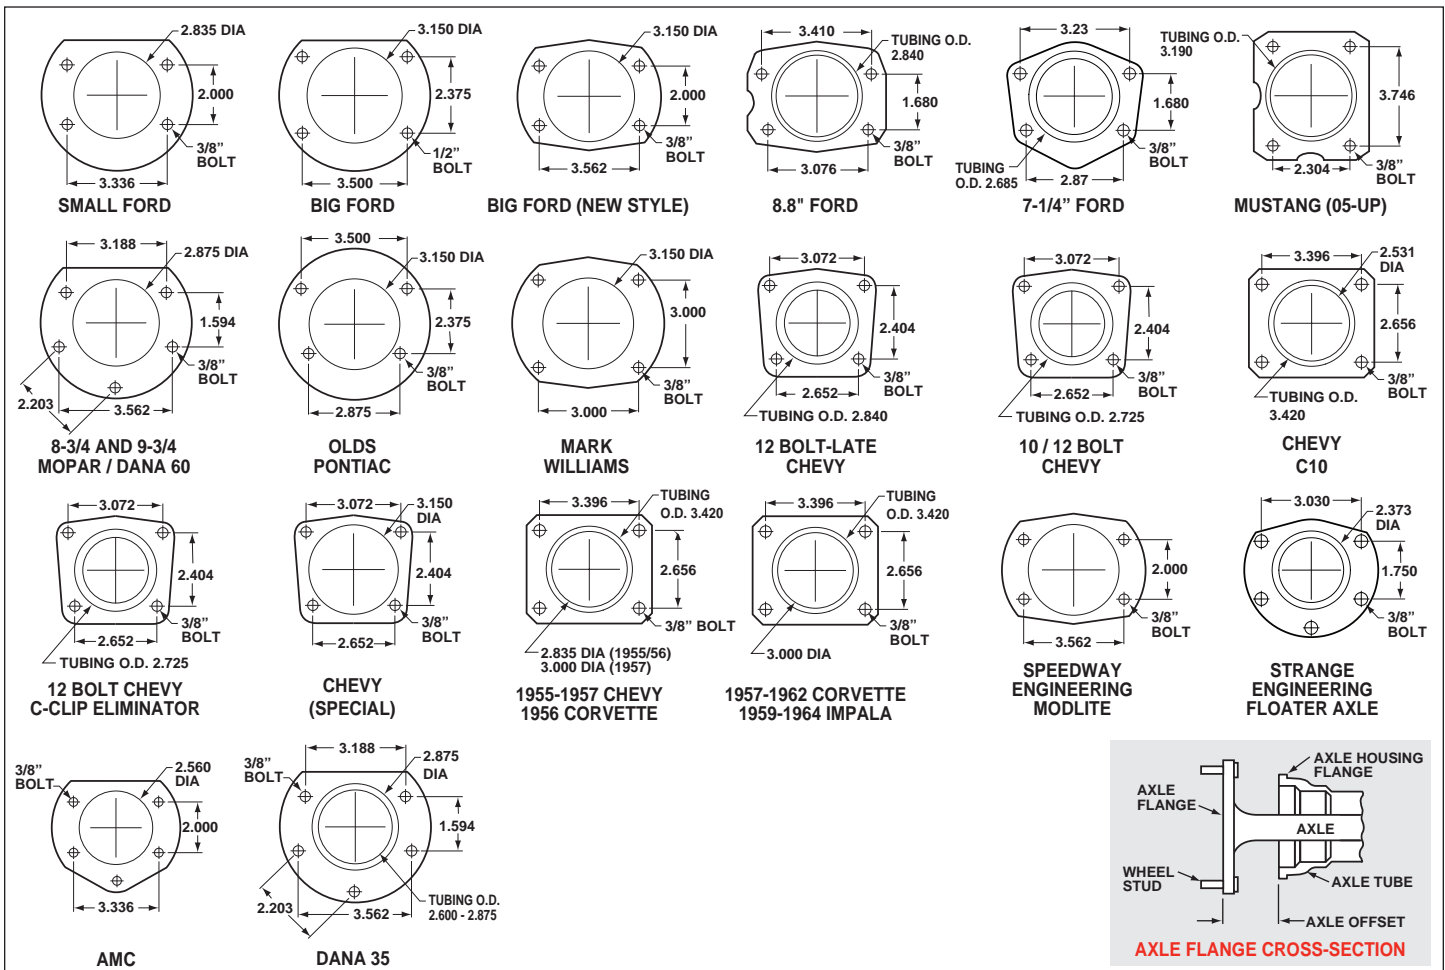 2.835 DIA
2.000
3/8”
BOLT
3.336
SMALL FORD
3.150 DIA
2.375
1/2”
BOLT
3.500
BIG FORD
3.150 DIA
2.000
3/8”
BOLT
3.562
BIG FORD (NEW STYLE)
3.410
TUBING O.D.
2.840
1.680
3/8”
BOLT
3.076
8.8" FORD
3.23
1.680
3/8”
BOLT
TUBING
O.D. 2.685
2.87
7-1/4” FORD
TUBING O.D.
3.190
3.746
3/8”
BOLT
2.304
MUSTANG (05-UP)
3.188
2.875 DIA
1.594
3/8”
BOLT
2.203
3.562
8-3/4 AND 9-3/4
MOPAR / DANA 60
3.500
3.150 DIA
2.375
3/8”
BOLT
2.875
OLDS
PONTIAC
3.150 DIA
3.000
3/8”
BOLT
3.000
MARK
WILLIAMS
3.072
2.404
3/8”
BOLT
2.652
TUBING O.D. 2.840
12 BOLT-LATE
CHEVY
3.072
2.404
3/8”
BOLT
2.652
TUBING O.D. 2.725
10 / 12 BOLT
CHEVY
3.396
2.531
DIA
2.656
3/8”
BOLT
TUBING O.D.
3.420
CHEVY
C10
3.072
2.404
3/8”
BOLT
2.652
TUBING O.D. 2.725
12 BOLT CHEVY
C-CLIP ELIMINATOR
3.072
3.150
DIA
2.404
3/8”
BOLT
2.652
CHEVY
(SPECIAL)
3.396
TUBING
O.D. 3.420
2.656
3/8” BOLT
2.835 DIA (1955/56)
3.000 DIA (1957)
1955-1957 CHEVY
1956 CORVETTE
3.396
TUBING
O.D. 3.420
2.656
3/8”
BOLT
3.000 DIA
1957-1962 CORVETTE
1959-1964 IMPALA
2.000
3/8”
BOLT
3.562
SPEEDWAY
ENGINEERING
MODLITE
3.030
2.373
DIA
1.750
3/8”
BOLT
STRANGE
ENGINEERING
FLOATER AXLE
3/8”
BOLT
2.560
DIA
2.000
3.336
AMC
3/8”
BOLT
3.188
2.875
DIA
1.594
2.203
3.562
TUBING O.D.
2.600 - 2.875
DANA 35
AXLE HOUSING
FLANGE
AXLE
FLANGE
AXLE
WHEEL
STUD
AXLE TUBE
AXLE OFFSET
AXLE FLANGE CROSS-SECTION